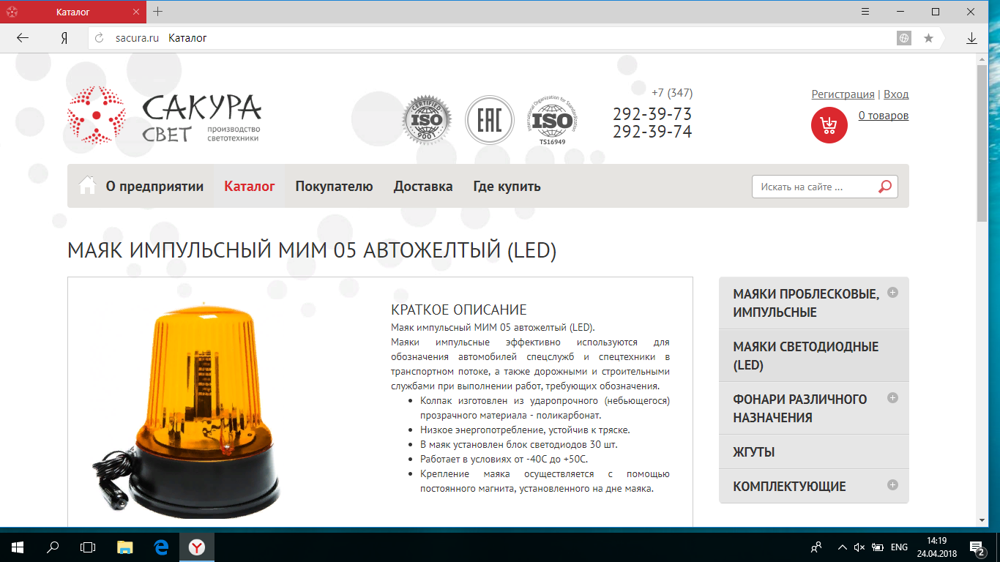 Каталог
Я
sacura.ru Каталог
САКУРА
СВЕТ
производство
светотехники
CERTIFIED
ISO
9001
EAC
International Organization for Standardization
ISO
TS16949
+7 (347)
292-39-73
292-39-74
Регистрация | Вход
0 товаров
О предприятии Каталог Покупателю Доставка Где купить
Искать на сайте ...
МАЯК ИМПУЛЬСНЫЙ МИМ 05 АВТОЖЕЛТЫЙ (LED)
КРАТКОЕ ОПИСАНИЕ
Маяк импульсный МИМ 05 автожелтый (LED).
Маяки импульсные эффективно используются для
обозначения автомобилей спецслужб и спецтехники в
транспортном потоке, а также дорожными и строительными
службами при выполнении работ, требующих обозначения.
• Колпак изготовлен из ударопрочного (небьющегося)
прозрачного материала - поликарбонат.
• Низкое энергопотребление, устойчив к тряске.
• В маяк установлен блок светодиодов 30 шт.
• Работает в условиях от -40С до +50С.
• Крепление маяка осуществляется с помощью
постоянного магнита, установленного на дне маяка.
МАЯКИ ПРОБЛЕСКОВЫЕ,
ИМПУЛЬСНЫЕ
МАЯКИ СВЕТОДИОДНЫЕ
(LED)
ФОНАРИ РАЗЛИЧНОГО
НАЗНАЧЕНИЯ
ЖГУТЫ
КОМПЛЕКТУЮЩИЕ
ENG
14:19
24.04.2018
2